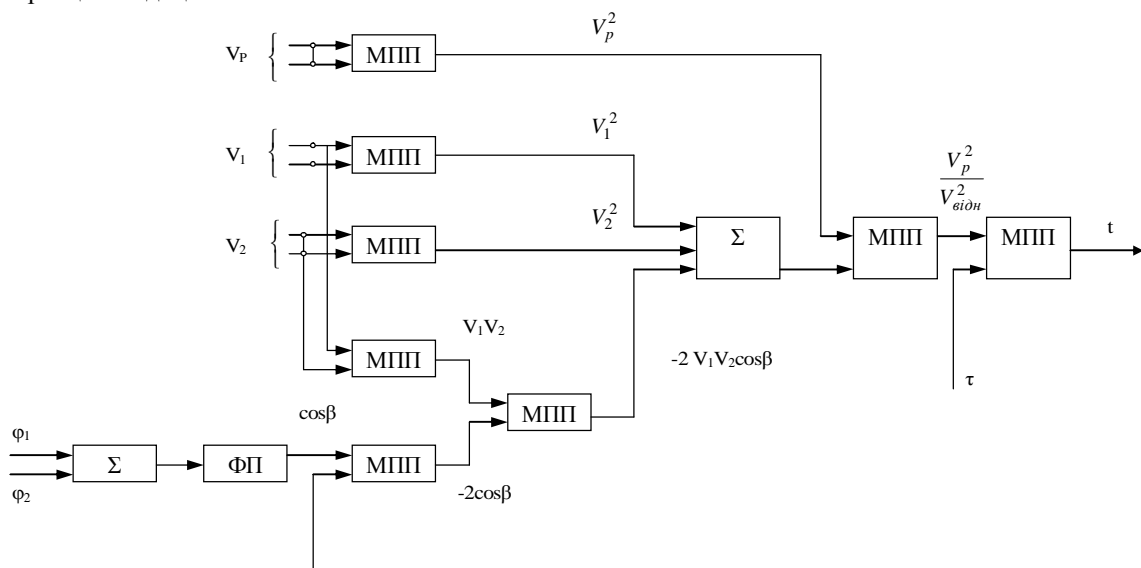 V_P
МПП
V_p^2
V_1
МПП
V_1^2
V_2
МПП
V_2^2
Σ
V_p^2 / V_відн^2
МПП
МПП
t
V_1V_2
МПП
-2 V_1V_2cosβ
τ
cosβ
МПП
φ_1
φ_2
Σ
ФП
МПП
-2cosβ